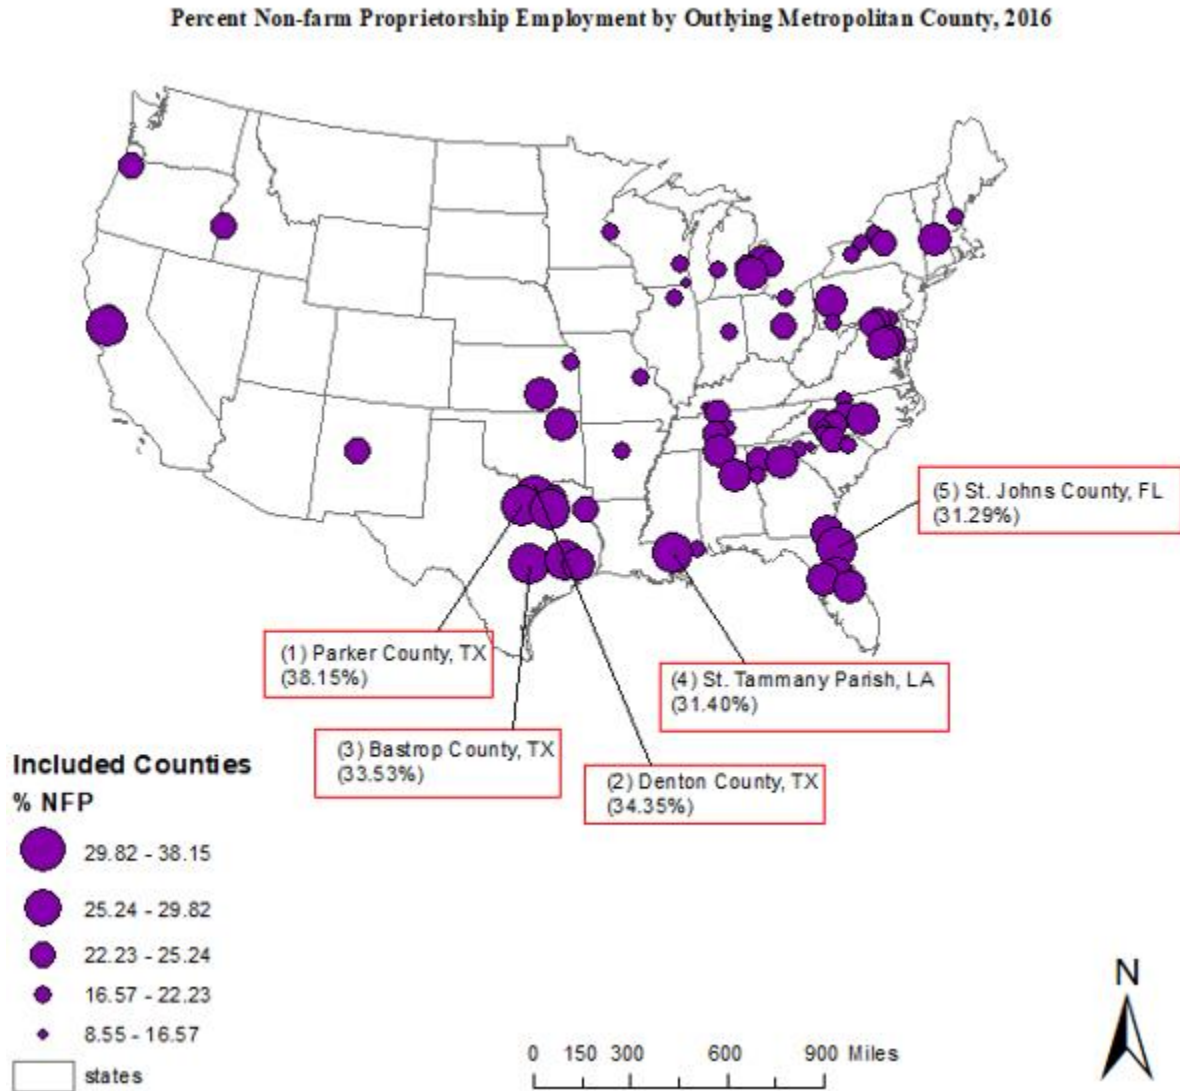 Percent Non-farm Proprietorship Employment by Outlying Metropolitan County, 2016
(5) St. Johns County, FL
(31.29%)
(1) Parker County, TX
(38.15%)
(4) St. Tammany Parish, LA
(31.40%)
(3) Bastrop County, TX
(33.53%)
(2) Denton County, TX
(34.35%)
Included Counties
% NFP
29.82 - 38.15
25.24 - 29.82
22.23 - 25.24
16.57 - 22.23
8.55 - 16.57
states
0 150 300 600 900 Miles
N